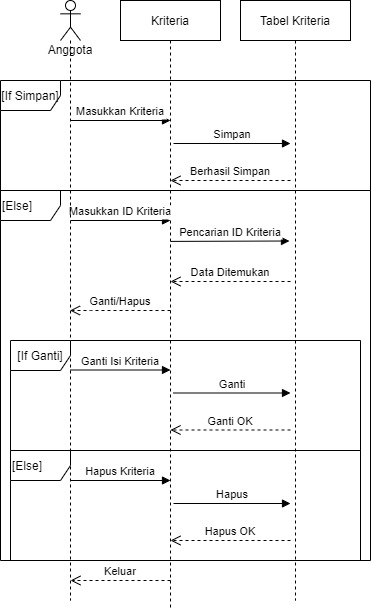 Anggota
Kriteria
Tabel Kriteria
[If Simpan]
Masukkan Kriteria
Simpan
Berhasil Simpan
[Else]
Masukkan ID Kriteria
Pencarian ID Kriteria
Data Ditemukan
Ganti/Hapus
[If Ganti]
Ganti Isi Kriteria
Ganti
Ganti OK
[Else]
Hapus Kriteria
Hapus
Hapus OK
Keluar